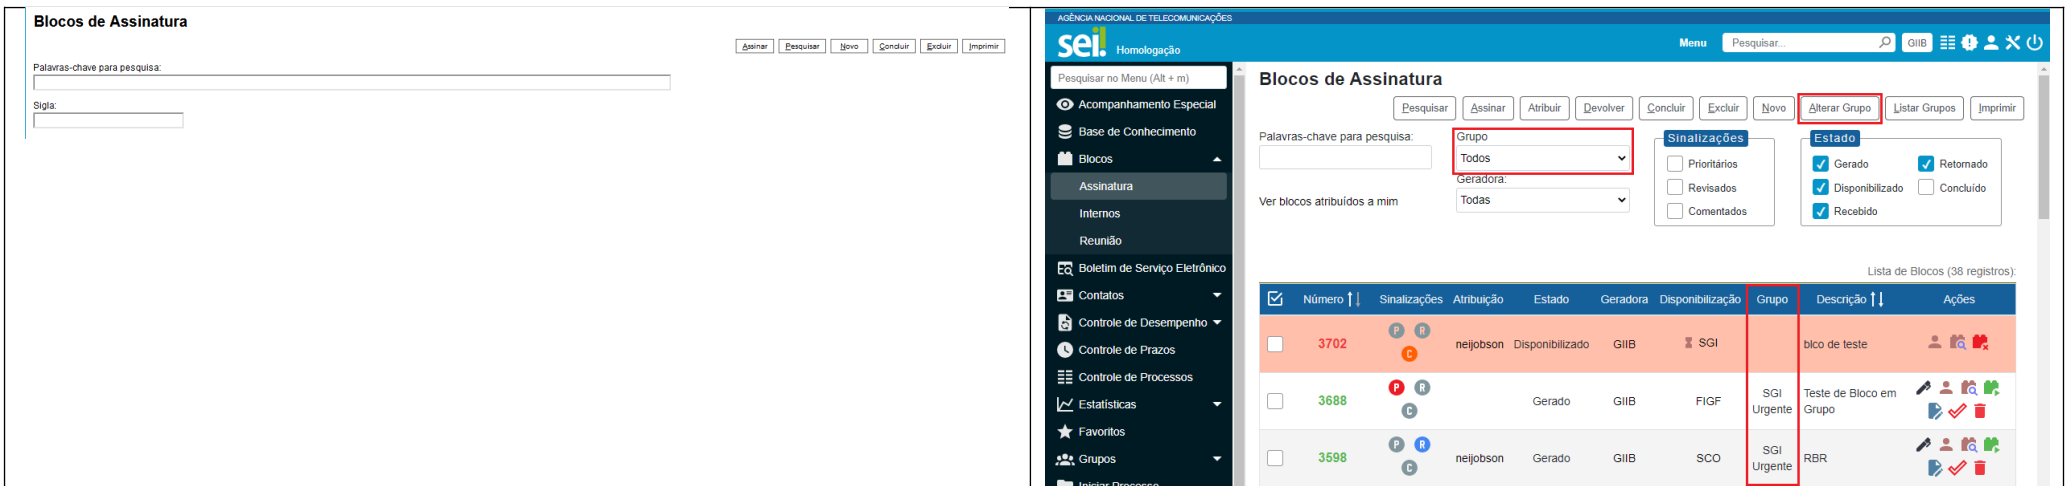 Blocos de Assinatura
Assinar Pesquisar Novo Concluir Excluir Imprimir
Palavras-chave para pesquisa:
Sigla:
AGÊNCIA NACIONAL DE TELECOMUNICAÇÕES
sei! Homologação
Menu Pesquisar... GIIB
Pesquisar no Menu (Alt + m)
Acompanhamento Especial
Base de Conhecimento
Blocos
Assinatura
Internos
Reunião
Boletim de Serviço Eletrônico
Contatos
Controle de Desempenho
Controle de Prazos
Controle de Processos
Estatísticas
Favoritos
Grupos
Iniciar Processo
Blocos de Assinatura
Pesquisar Assinar Atribuir Devolver Concluir Excluir Novo Alterar Grupo Listar Grupos Imprimir
Palavras-chave para pesquisa:
Grupo
Todos
Geradora:
Todas
Ver blocos atribuídos a mim
Sinalizações
Prioritários
Revisados
Comentados
Estado
Gerado Retornado
Disponibilizado Concluído
Recebido
Lista de Blocos (38 registros):
Número Sinalizações Atribuição Estado Geradora Disponibilização Grupo Descrição Ações
3702 P R C neijobson Disponibilizado GIIB SGI blco de teste
3688 P R C Gerado GIIB FIGF SGI Urgente Teste de Bloco em Grupo
3598 P R C neijobson Gerado GIIB SCO SGI Urgente RBR